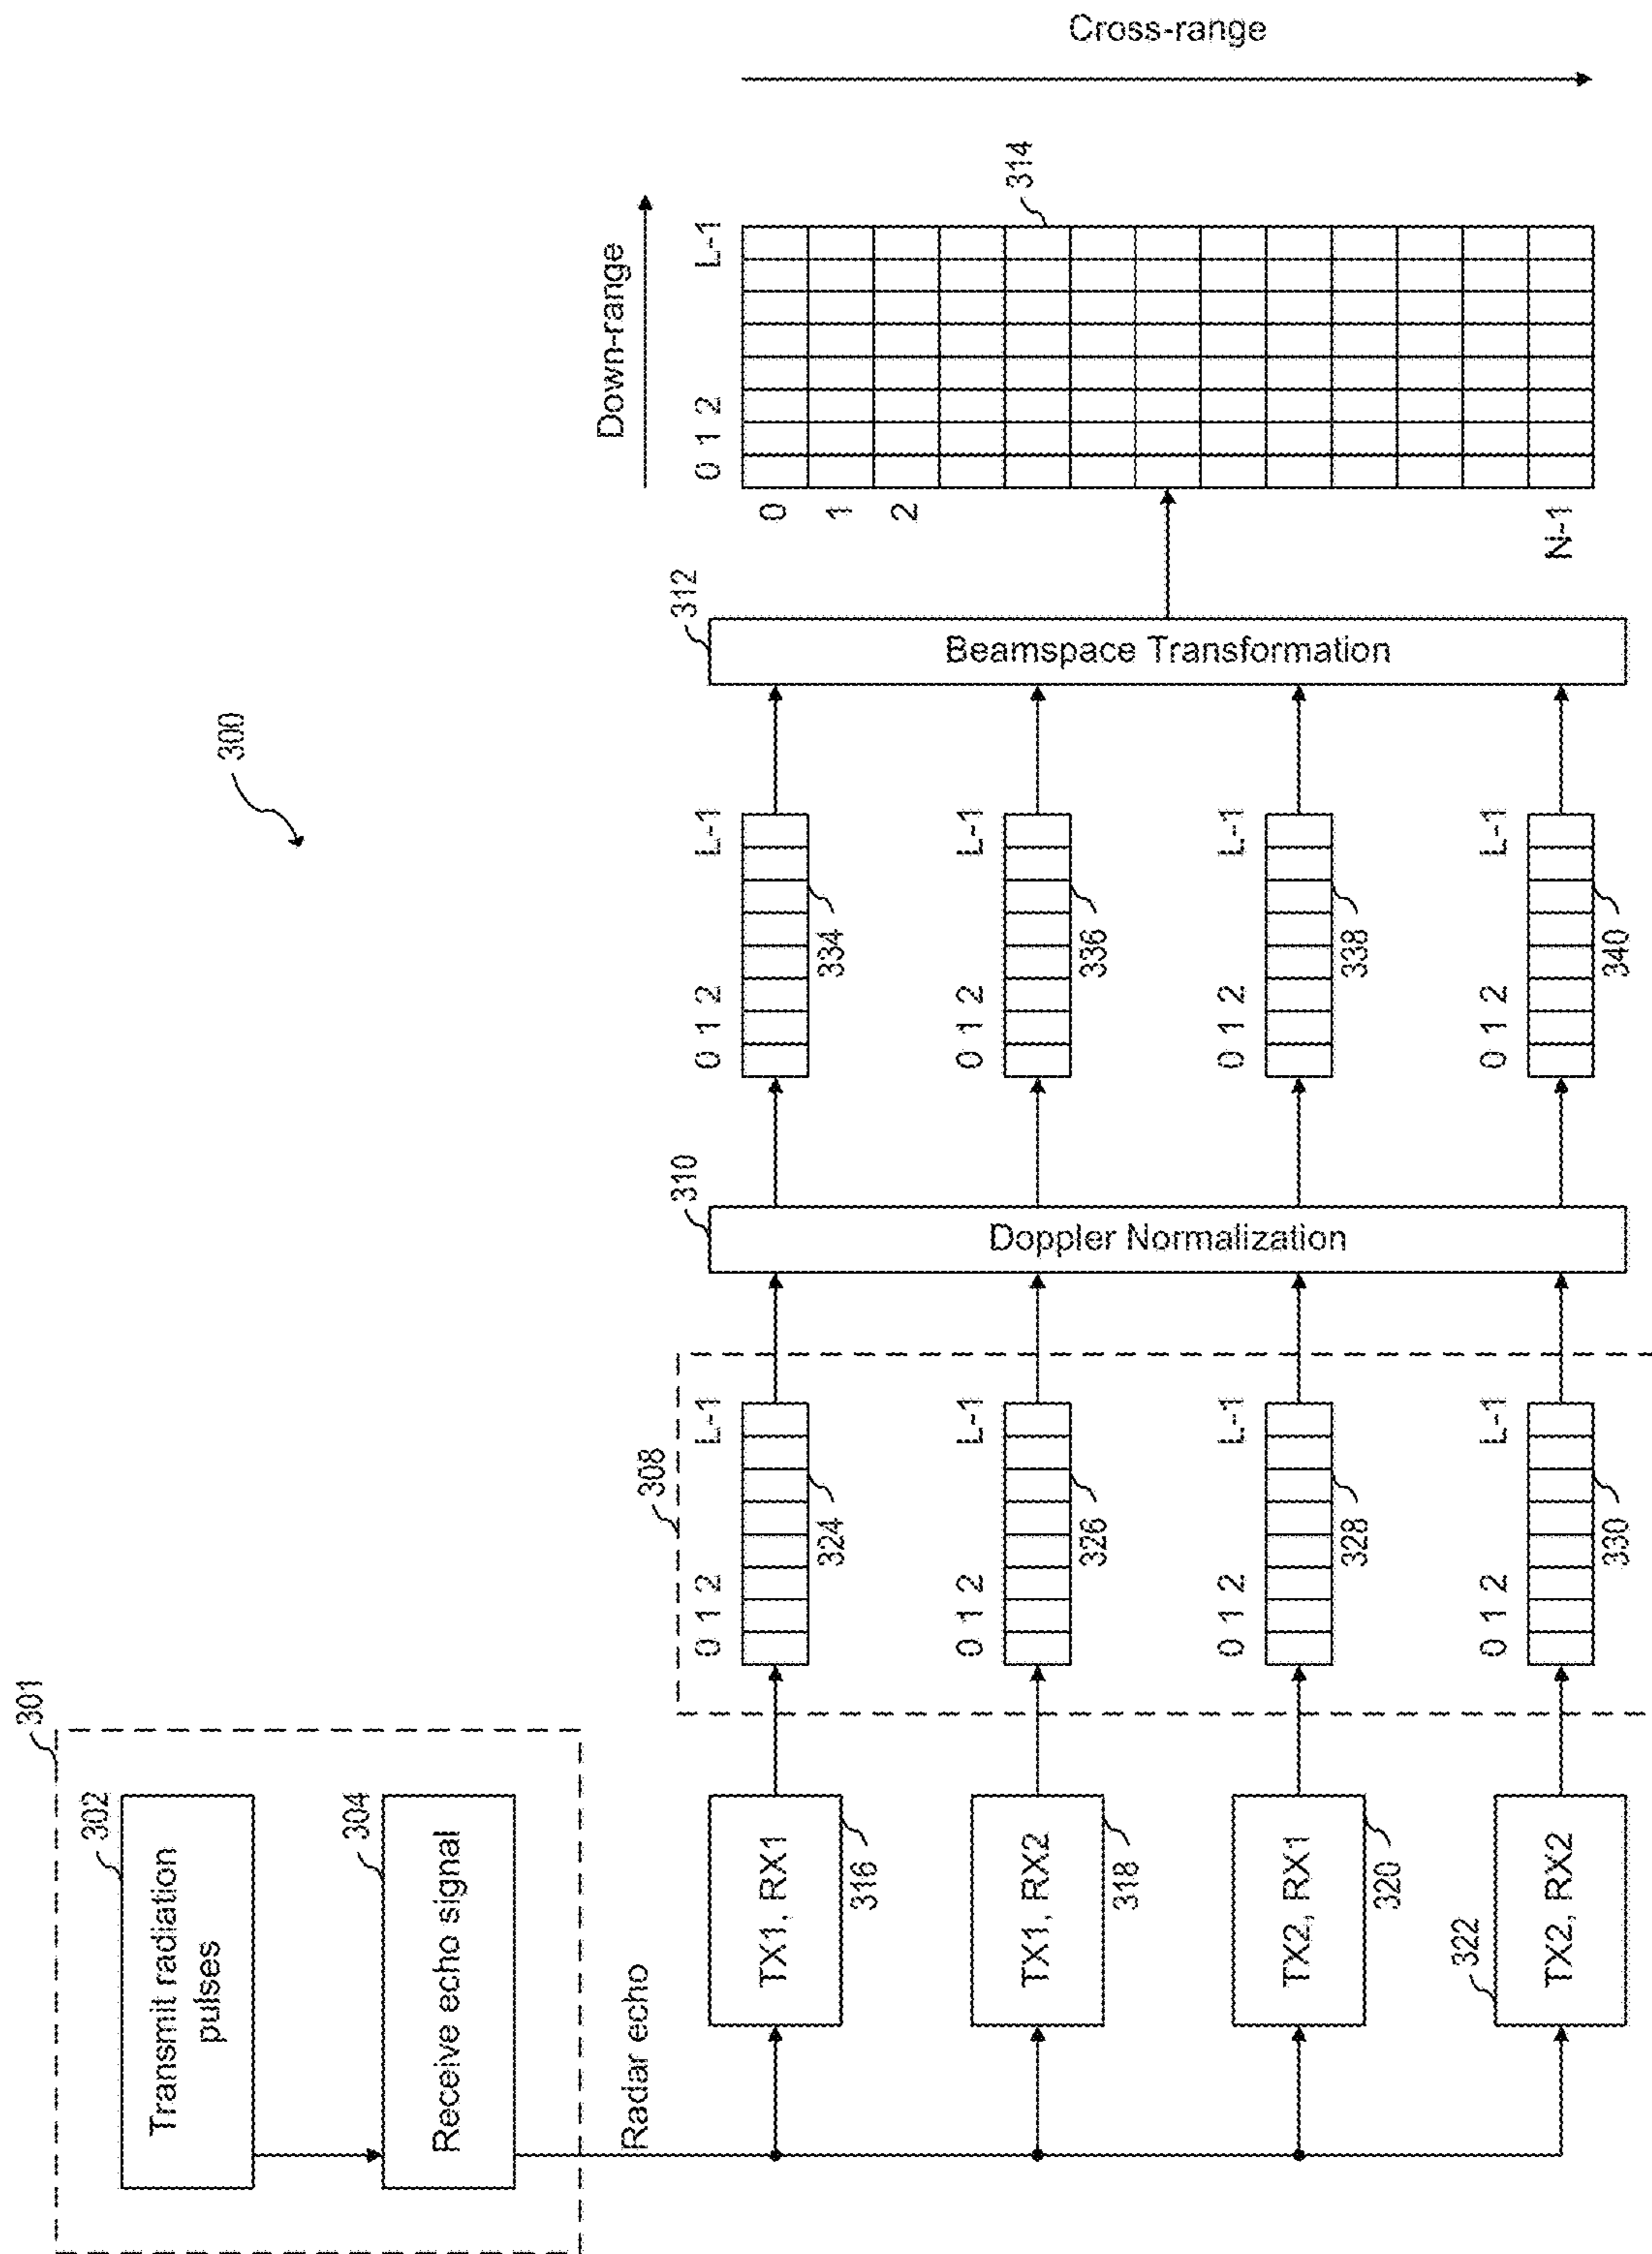 300
301
302
Transmit radiation
pulses
304
Receive echo signal
Radar echo
TX1, RX1
316
TX1, RX2
318
TX2, RX1
320
322
TX2, RX2
308
0 1 2 L-1
324
0 1 2 L-1
326
0 1 2 L-1
328
0 1 2 L-1
330
310
Doppler Normalization
0 1 2 L-1
334
0 1 2 L-1
336
0 1 2 L-1
338
0 1 2 L-1
340
312
Beamspace Transformation
Down-range
0 1 2 L-1
0
1
2
N-1
314
Cross-range